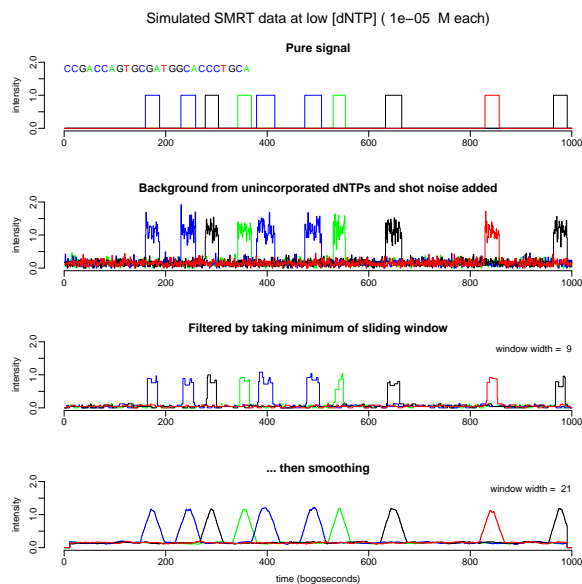 Simulated SMRT data at low [dNTP] ( 1e−05 M each)
Pure signal
CCGACCAGTGCGATGGCACCCTGCA
intensity
0.0 1.0 2.0
0 200 400 600 800 1000
Background from unincorporated dNTPs and shot noise added
intensity
0.0 1.0 2.0
0 200 400 600 800 1000
Filtered by taking minimum of sliding window
window width = 9
intensity
0.0 1.0 2.0
0 200 400 600 800 1000
... then smoothing
window width = 21
intensity
0.0 1.0 2.0
0 200 400 600 800 1000
time (bogoseconds)